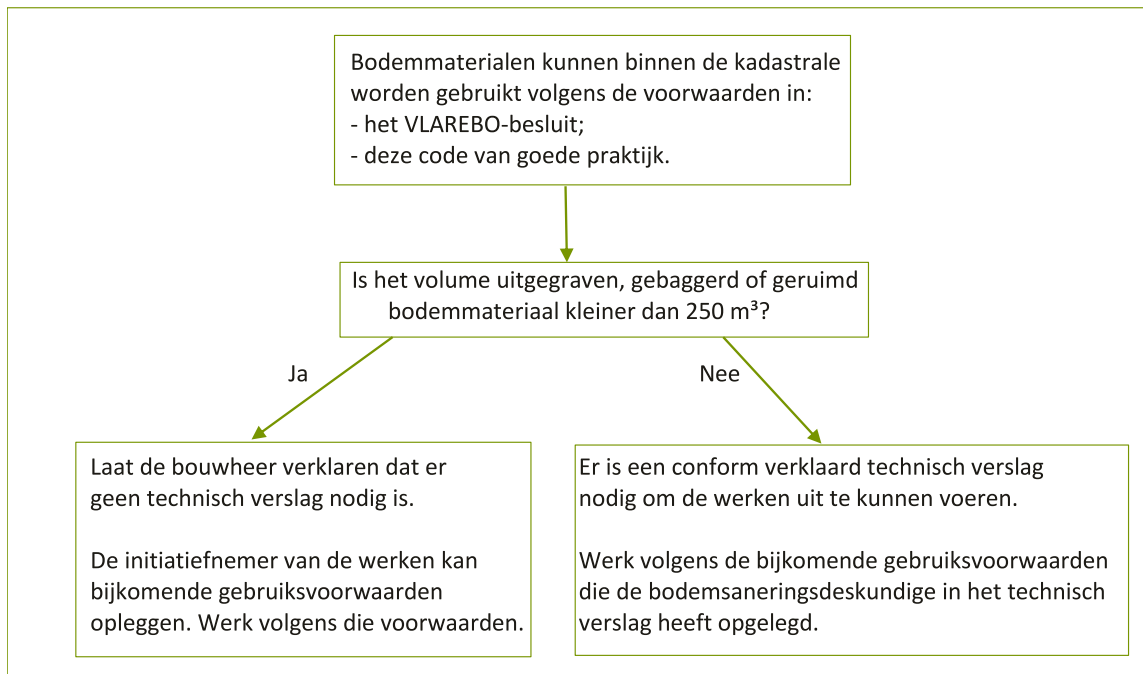 Bodemmaterialen kunnen binnen de kadastrale
worden gebruikt volgens de voorwaarden in:
- het VLAREBO-besluit;
- deze code van goede praktijk.
Is het volume uitgegraven, gebaggerd of geruimd
bodemmateriaal kleiner dan 250 m³?
Ja
Nee
Laat de bouwheer verklaren dat er
geen technisch verslag nodig is.
De initiatiefnemer van de werken kan
bijkomende gebruiksvoorwaarden
opleggen. Werk volgens die voorwaarden.
Er is een conform verklaard technisch verslag
nodig om de werken uit te kunnen voeren.
Werk volgens de bijkomende gebruiksvoorwaarden
die de bodemsaneringsdeskundige in het technisch
verslag heeft opgelegd.